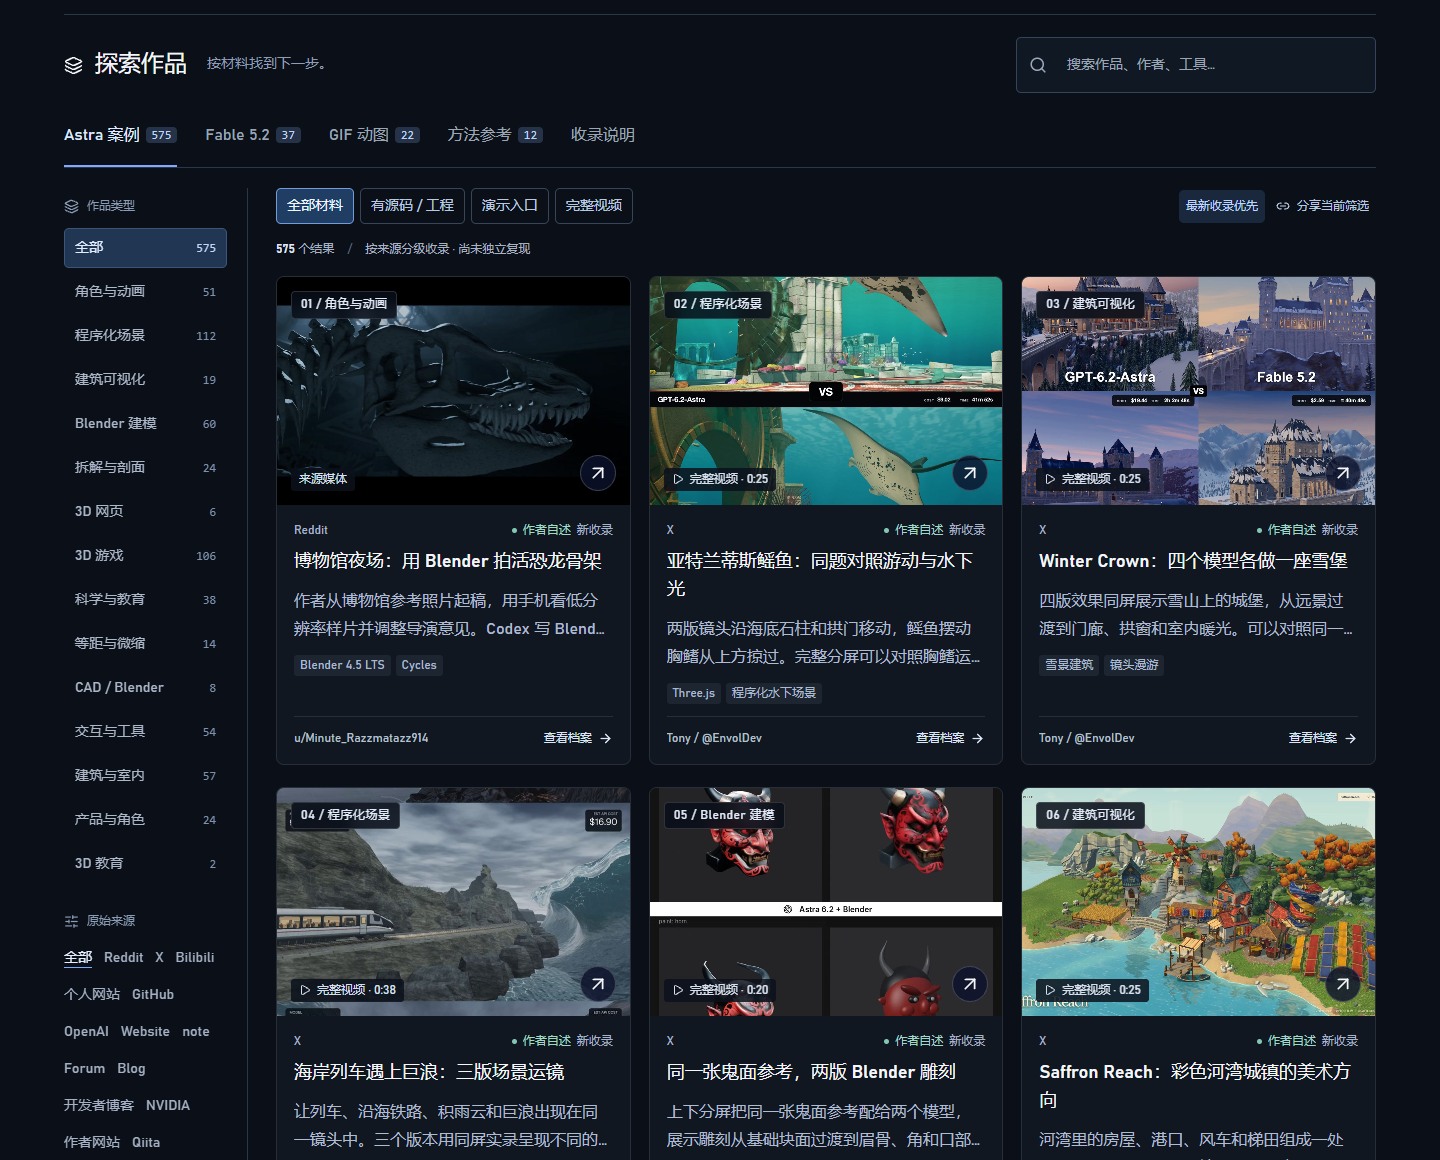 探索作品
按材料找到下一步。
搜索作品、作者、工具...
Astra 案例 575
Fable 5.2 37
GIF 动图 22
方法参考 12
收录说明
作品类型
全部 575
角色与动画 51
程序化场景 112
建筑可视化 19
Blender 建模 60
拆解与剖面 24
3D 网页 6
3D 游戏 106
科学与教育 38
等距与微缩 14
CAD / Blender 8
交互与工具 54
建筑与室内 57
产品与角色 24
3D 教育 2
原始来源
全部 Reddit X Bilibili
个人网站 GitHub
OpenAI Website note
Forum Blog
开发者博客 NVIDIA
作者网站 Qiita
全部材料
有源码 / 工程
演示入口
完整视频
最新收录优先
分享当前筛选
575 个结果 / 按来源分级收录 · 尚未独立复现
01 / 角色与动画
来源媒体
Reddit
作者自述 新收录
博物馆夜场：用 Blender 拍活恐龙骨架
作者从博物馆参考照片起稿，用手机看低分
辨率样片并调整导演意见。Codex 写 Blend...
Blender 4.5 LTS
Cycles
u/Minute_Razzmatazz914
查看档案
02 / 程序化场景
VS
GPT-6.2-Astra
COST $9.02 TIME 41m 52s
完整视频 · 0:25
X
作者自述 新收录
亚特兰蒂斯鳐鱼：同题对照游动与水下
光
两版镜头沿海底石柱和拱门移动，鳐鱼摆动
胸鳍从上方掠过。完整分屏可以对照胸鳍运...
Three.js
程序化水下场景
Tony / @EnvolDev
查看档案
03 / 建筑可视化
GPT-6.2-Astra
Fable 5.2
VS
完整视频 · 0:25
X
作者自述 新收录
Winter Crown：四个模型各做一座雪堡
四版效果同屏展示雪山上的城堡，从远景过
渡到门廊、拱窗和室内暖光。可以对照同一...
雪景建筑
镜头漫游
Tony / @EnvolDev
查看档案
04 / 程序化场景
$16.90
完整视频 · 0:38
X
作者自述 新收录
海岸列车遇上巨浪：三版场景运镜
让列车、沿海铁路、积雨云和巨浪出现在同
一镜头中。三个版本用同屏实录呈现不同的...
05 / Blender 建模
Astra 6.2 + Blender
完整视频 · 0:20
X
作者自述 新收录
同一张鬼面参考，两版 Blender 雕刻
上下分屏把同一张鬼面参考配给两个模型，
展示雕刻从基础块面过渡到眉骨、角和口部...
06 / 建筑可视化
完整视频 · 0:25
X
作者自述 新收录
Saffron Reach：彩色河湾城镇的美术方
向
河湾里的房屋、港口、风车和梯田组成一处